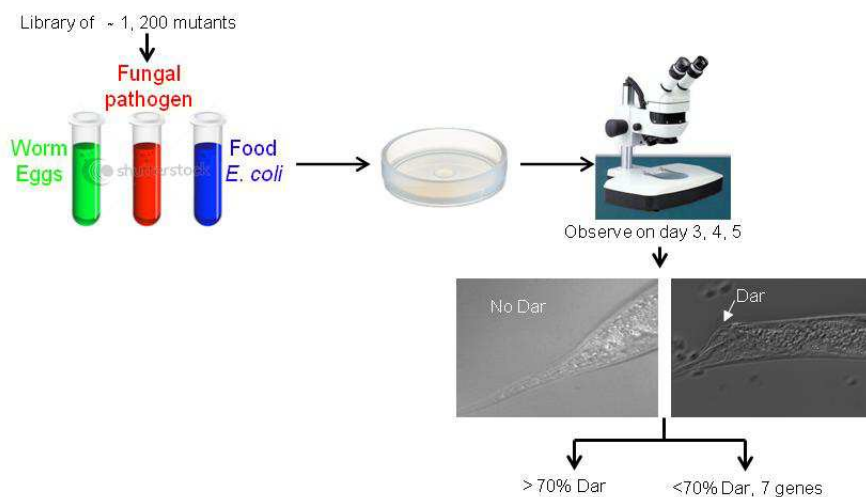 Library of ~ 1, 200 mutants
Fungal
pathogen
Worm
Eggs
shutterstock
Food
E. coli
Observe on day 3, 4, 5
No Dar
Dar
> 70% Dar
<70% Dar, 7 genes